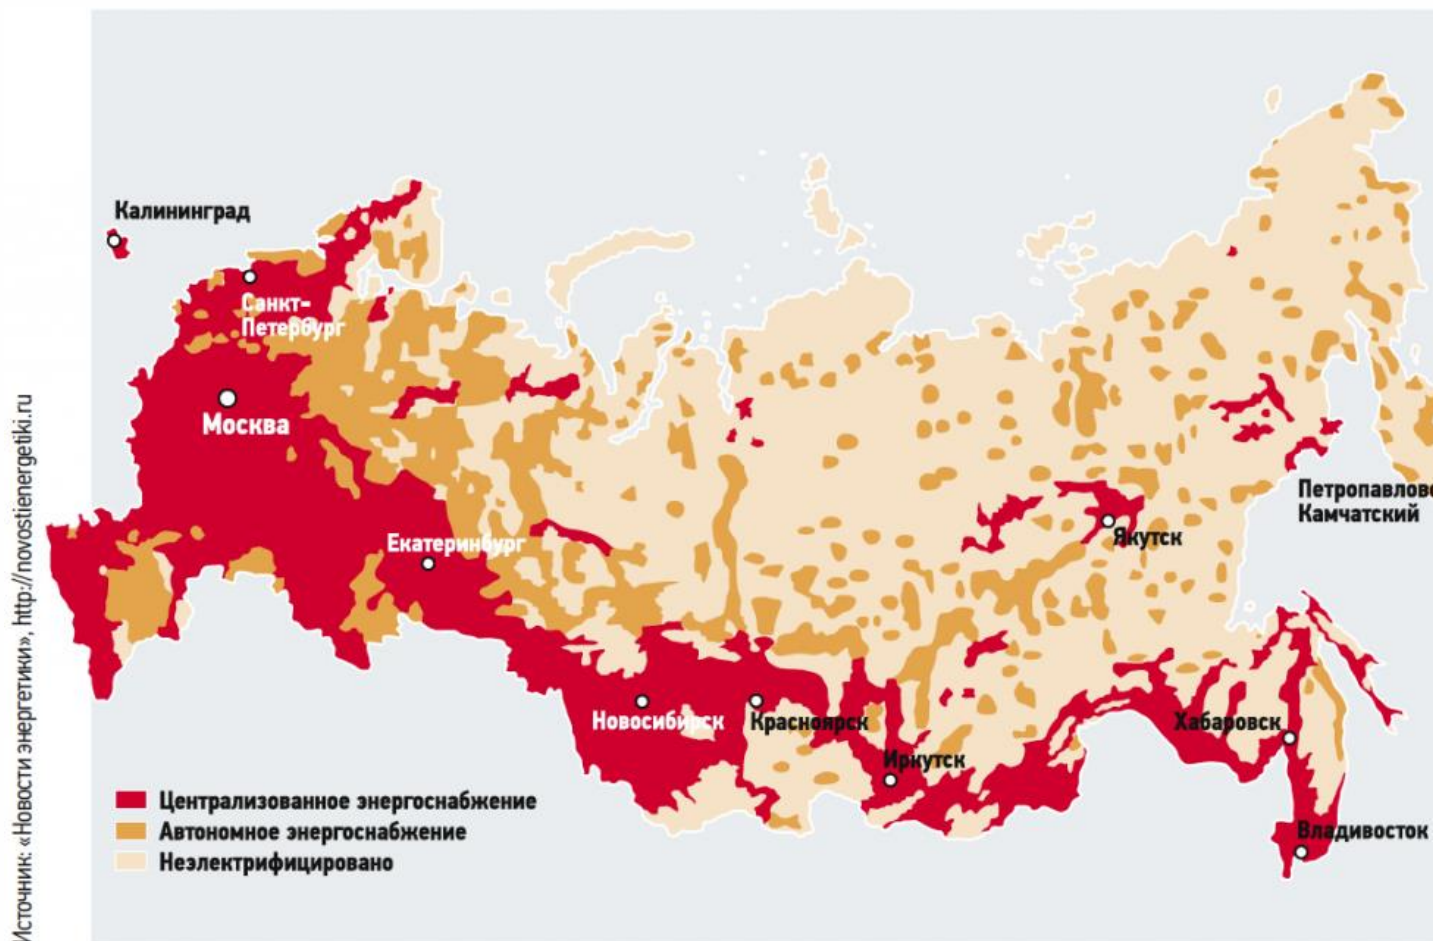 Калининград
Санкт-
Петербург
Москва
Екатеринбург
Новосибирск
Красноярск
Иркутск
Якутск
Петропавловс
Камчатский
Хабаровск
Владивосток
Централизованное энергоснабжение
Автономное энергоснабжение
Неэлектрифицировано
Источник: «Новости энергетики», http://novostienergetiki.ru